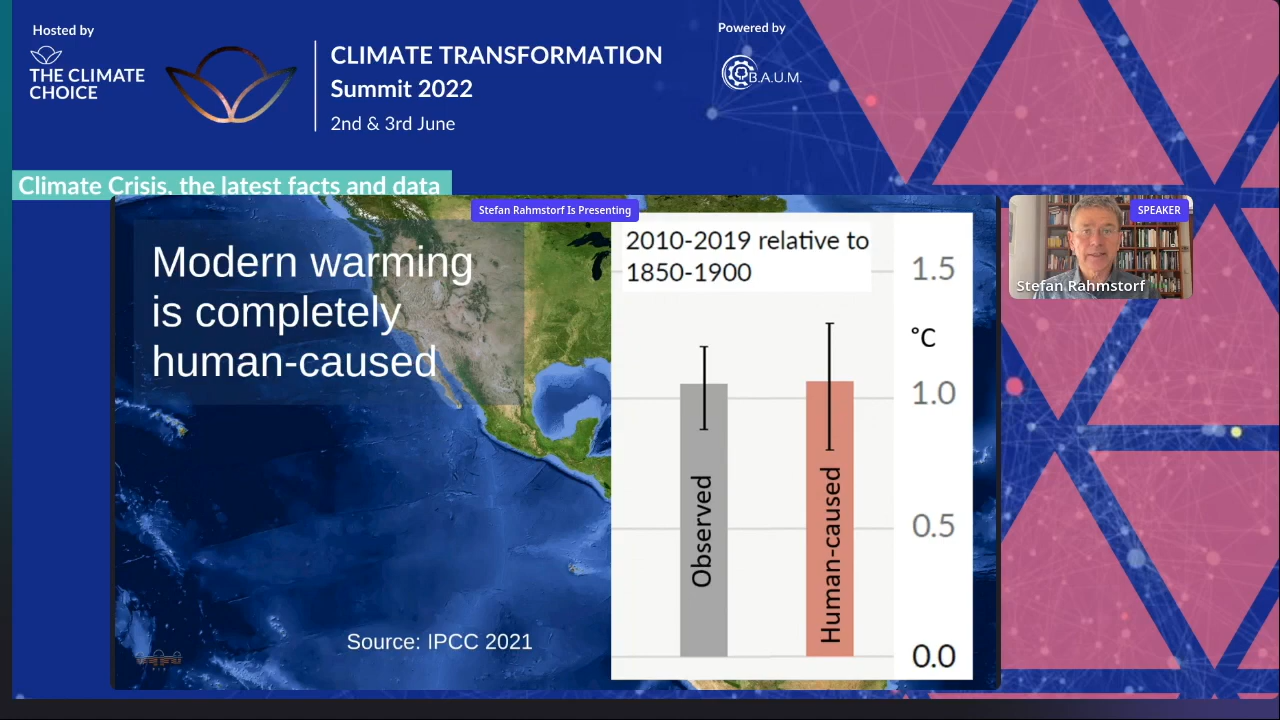 Hosted by
THE CLIMATE
CHOICE
CLIMATE TRANSFORMATION
Summit 2022
2nd & 3rd June
Powered by
B.A.U.M.
Climate Crisis, the latest facts and data
Stefan Rahmstorf Is Presenting
SPEAKER
Stefan Rahmstorf
Modern warming
is completely
human-caused
2010-2019 relative to
1850-1900
1.5
°C
1.0
0.5
0.0
Observed
Human-caused
Source: IPCC 2021